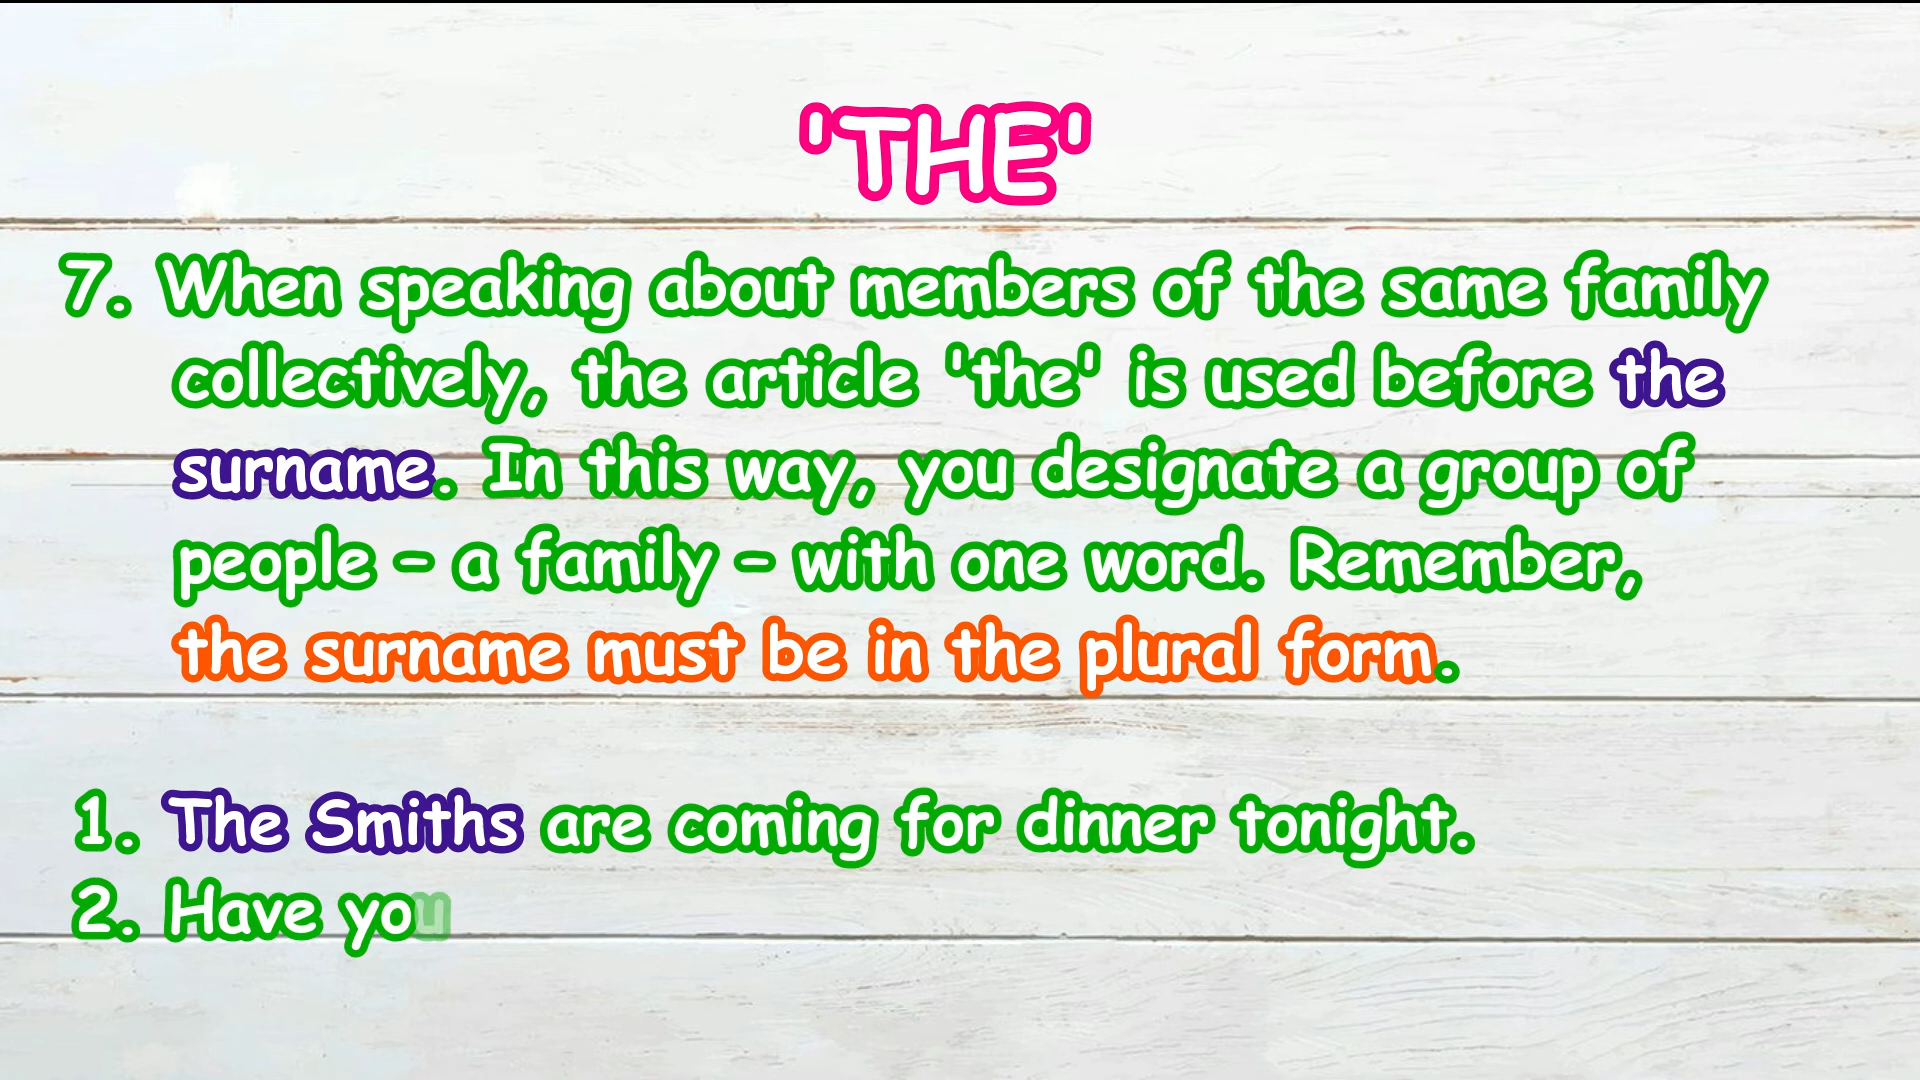 'THE'
7. When speaking about members of the same family
collectively, the article 'the' is used before the
surname. In this way, you designate a group of
people – a family – with one word. Remember,
the surname must be in the plural form.
1. The Smiths are coming for dinner tonight.
2. Have you